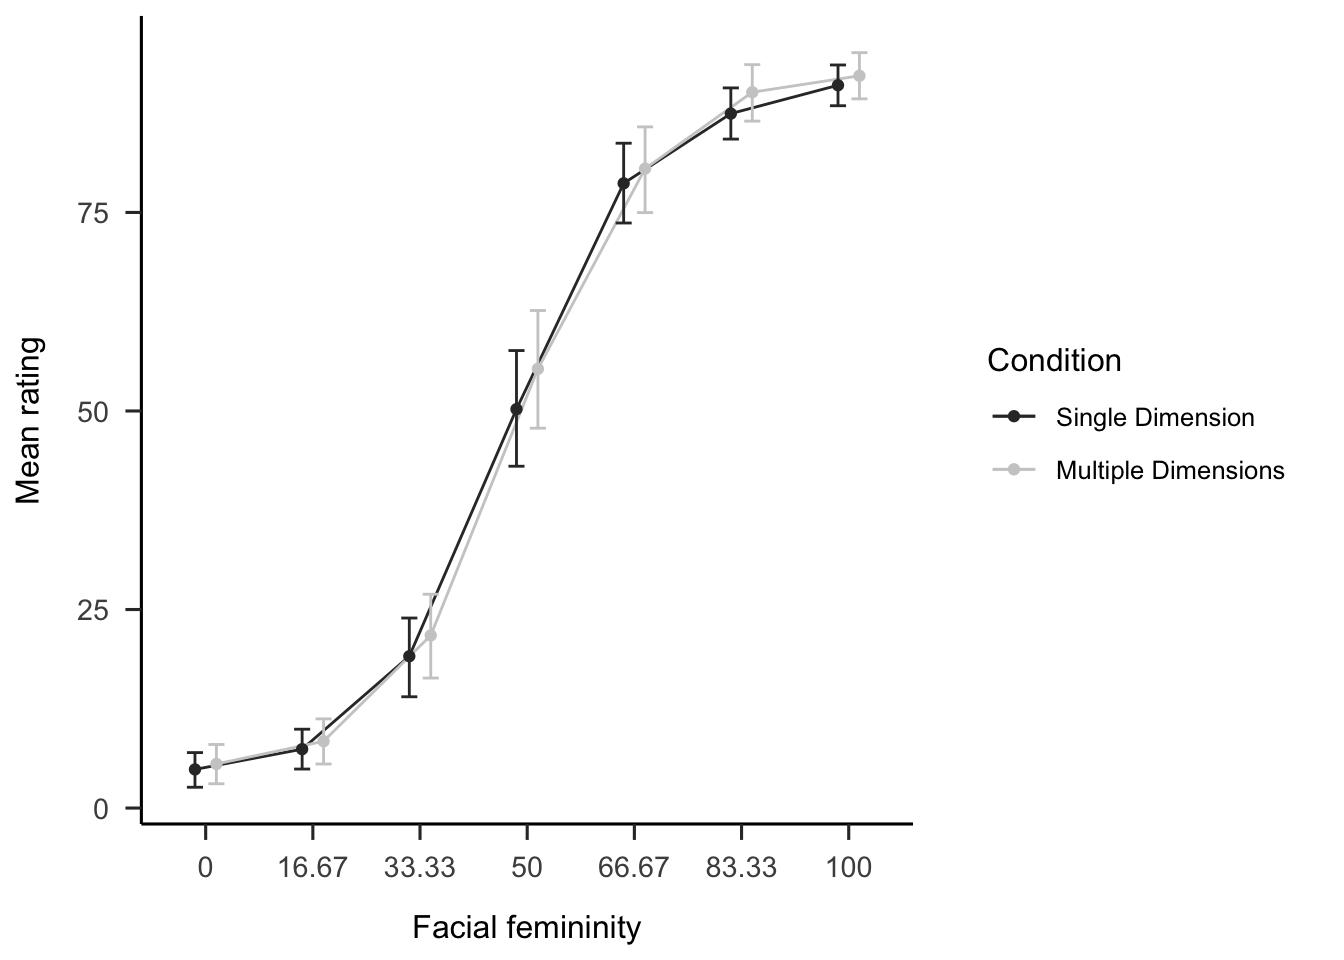 75
50
25
0
Mean rating
0 16.67 33.33 50 66.67 83.33 100
Facial femininity
Condition
Single Dimension
Multiple Dimensions